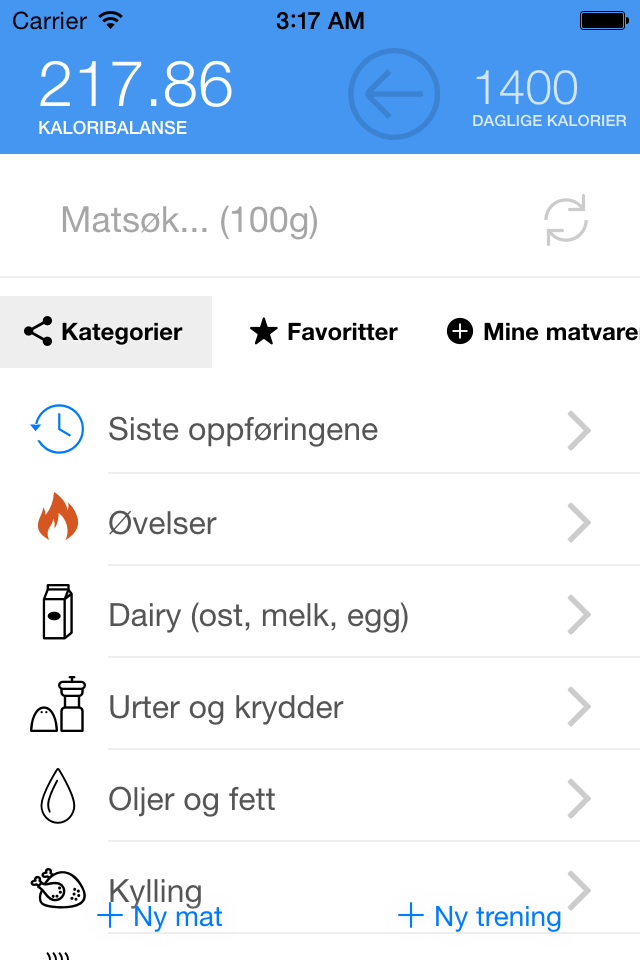 Carrier 3:17 AM
217.86 1400
KALORIBALANSE DAGLIGE KALORIER
Matsøk... (100g)
Kategorier Favoritter Mine matvarer
Siste oppføringene
Øvelser
Dairy (ost, melk, egg)
Urter og krydder
Oljer og fett
Kylling
Ny mat Ny trening